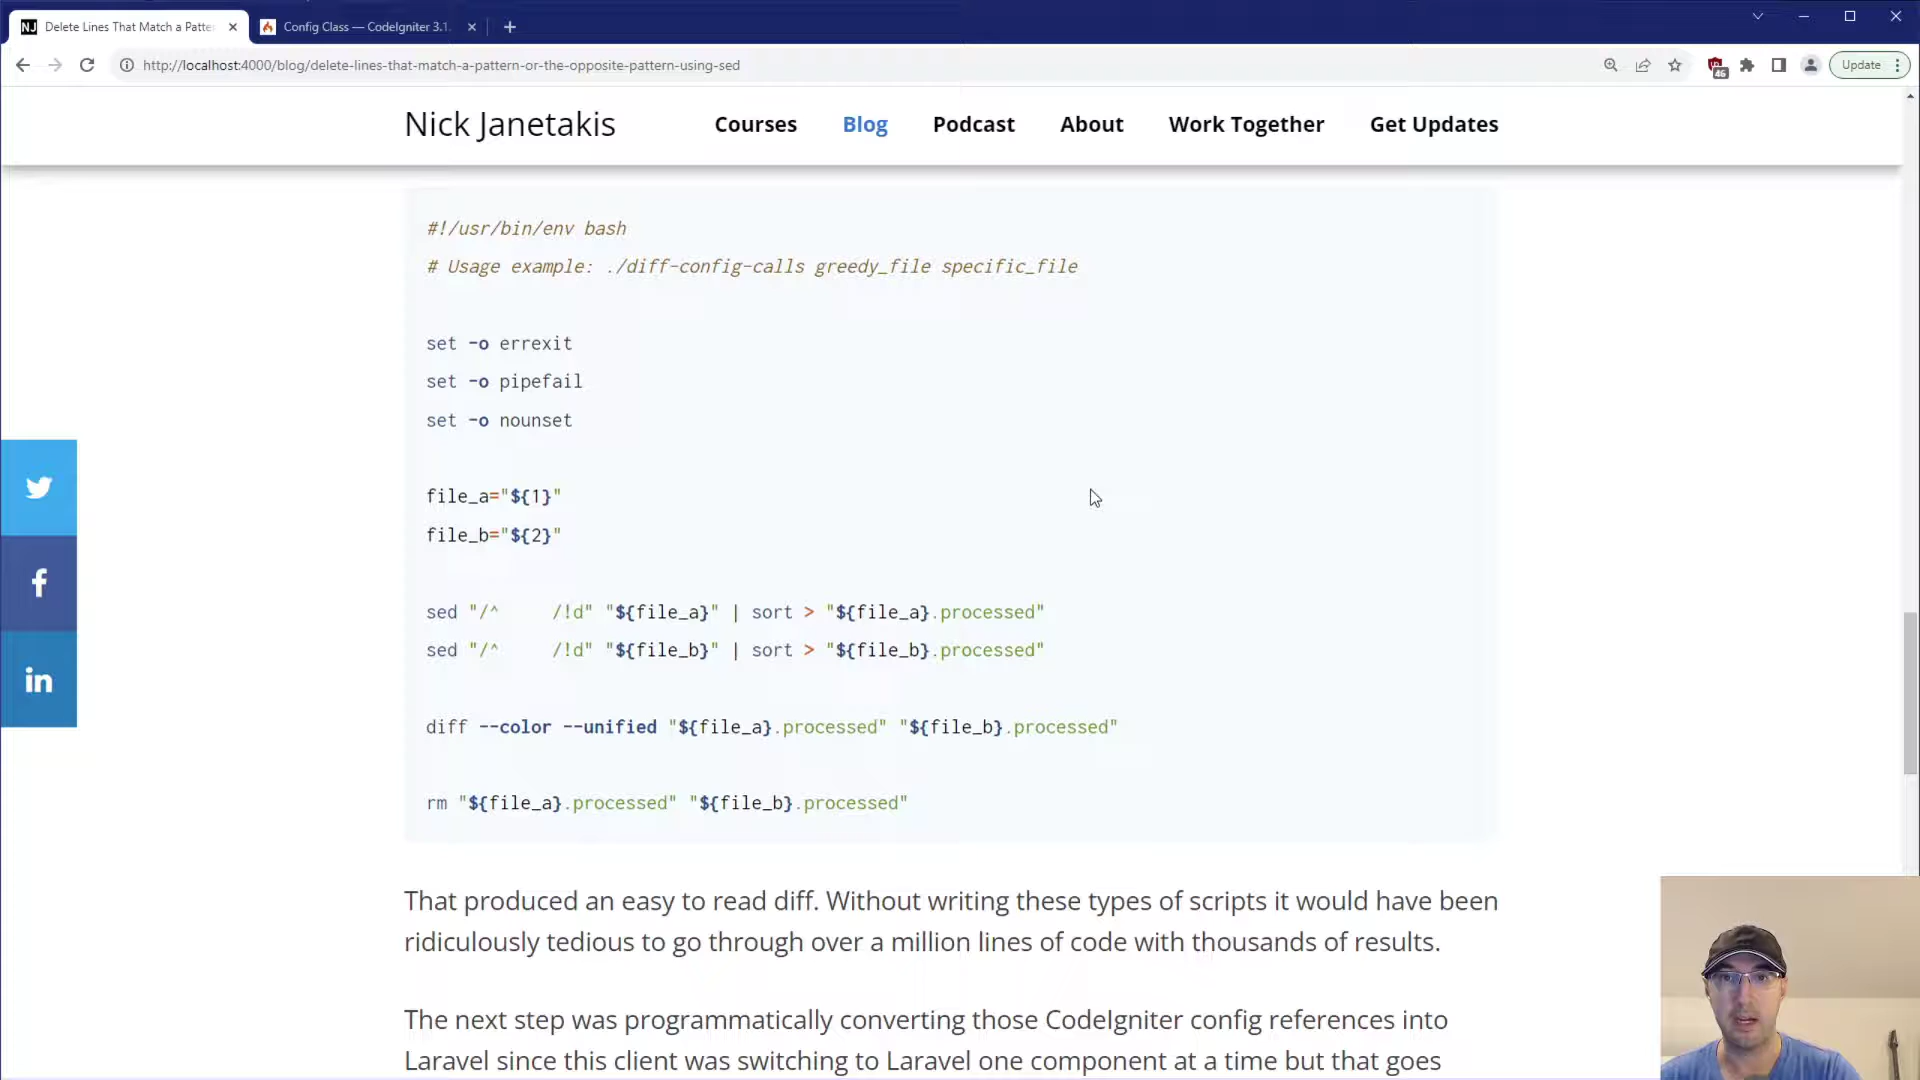 NJ Delete Lines That Match a Patte
Config Class — CodeIgniter 3.1.
http://localhost:4000/blog/delete-lines-that-match-a-pattern-or-the-opposite-pattern-using-sed
46
Update
Nick Janetakis Courses Blog Podcast About Work Together Get Updates
#!/usr/bin/env bash
# Usage example: ./diff-config-calls greedy_file specific_file
set -o errexit
set -o pipefail
set -o nounset
file_a="${1}"
file_b="${2}"
sed "/^     /!d" "${file_a}" | sort > "${file_a}.processed"
sed "/^     /!d" "${file_b}" | sort > "${file_b}.processed"
diff --color --unified "${file_a}.processed" "${file_b}.processed"
rm "${file_a}.processed" "${file_b}.processed"
That produced an easy to read diff. Without writing these types of scripts it would have been
ridiculously tedious to go through over a million lines of code with thousands of results.
The next step was programmatically converting those CodeIgniter config references into
Laravel since this client was switching to Laravel one component at a time but that goes